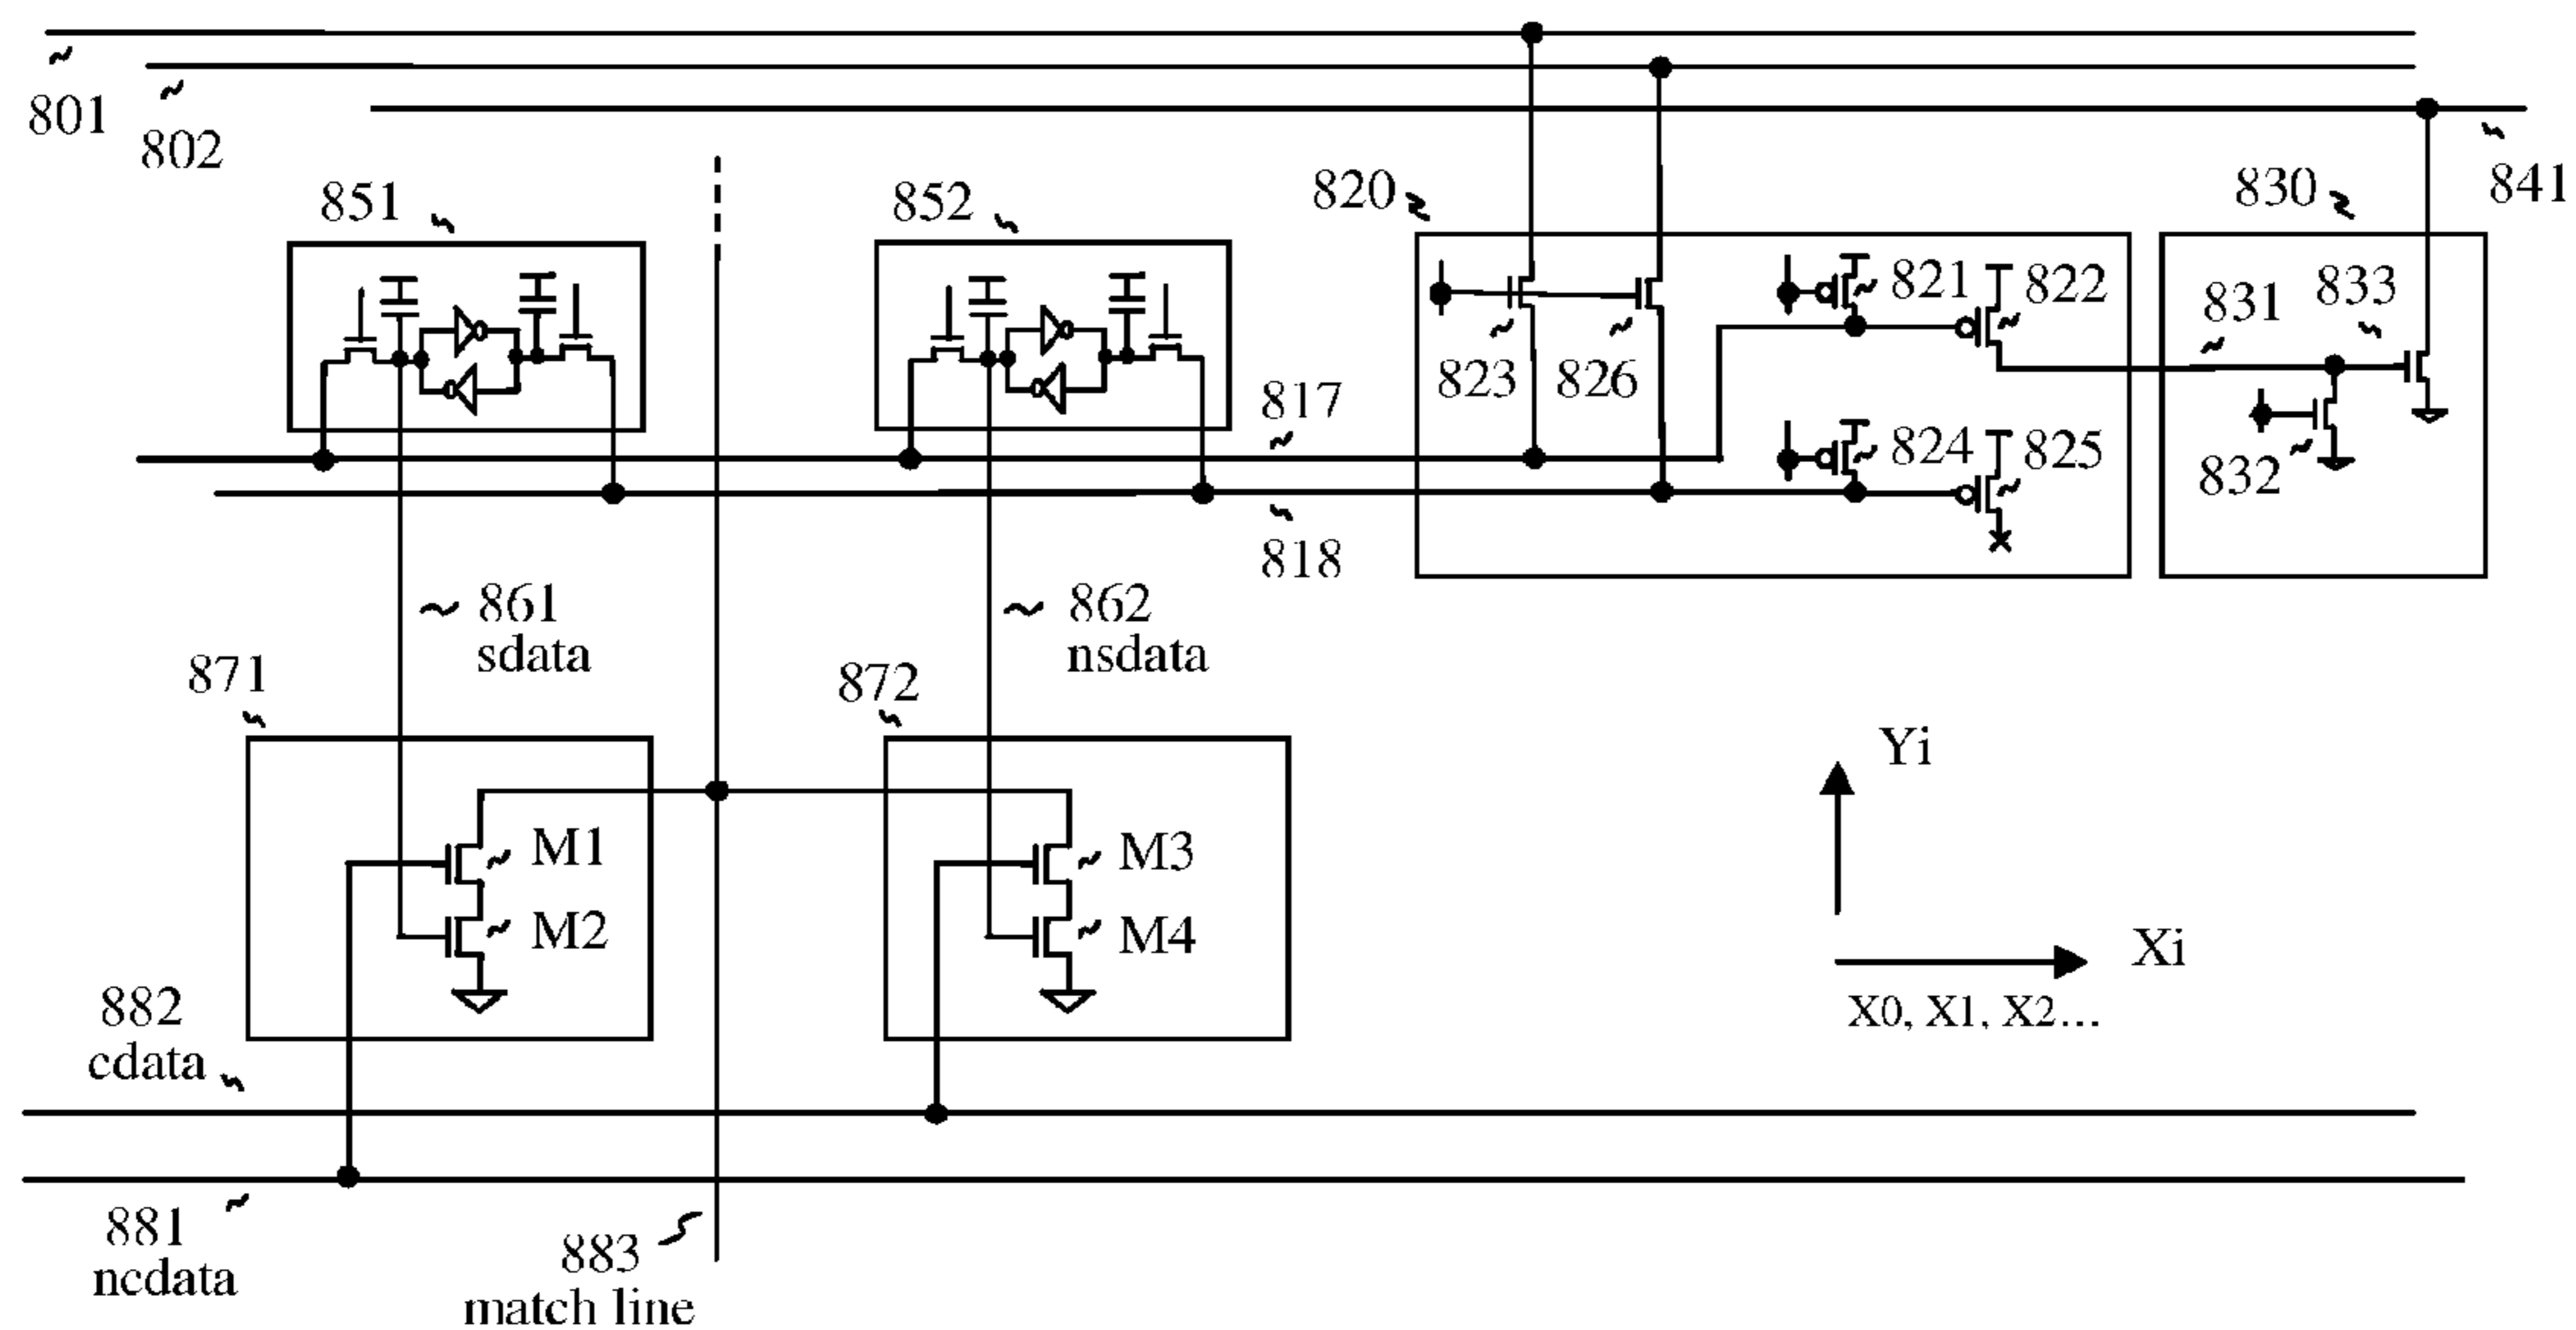 801
802
841
851
852
820
830
821
822
831
833
823
826
817
824
825
832
818
861
sdata
862
nsdata
871
872
Yi
M1
M3
M2
M4
Xi
X0, X1, X2...
882
cdata
881
ncdata
883
match line